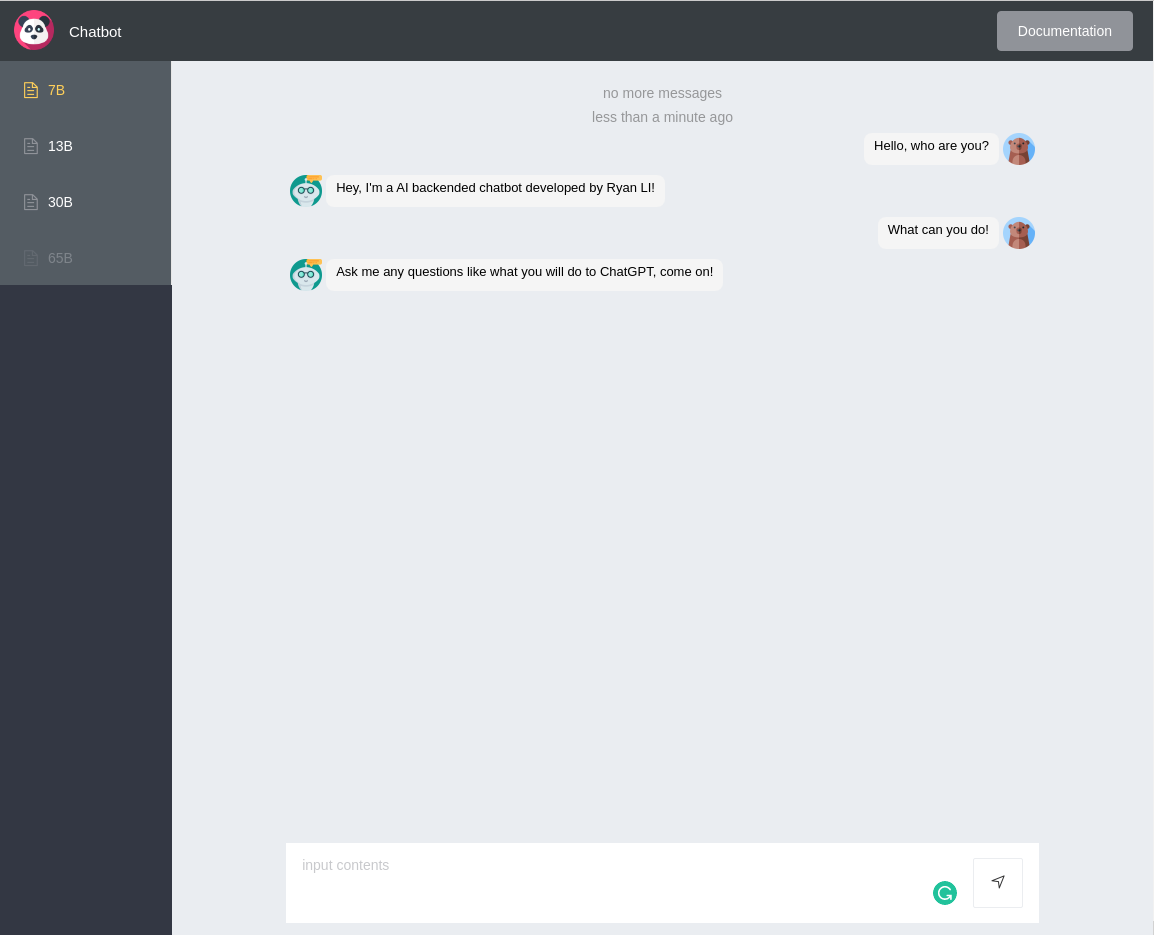 Chatbot
Documentation
7B
13B
30B
65B
no more messages
less than a minute ago
Hello, who are you?
Hey, I'm a AI backended chatbot developed by Ryan LI!
What can you do!
Ask me any questions like what you will do to ChatGPT, come on!
input contents